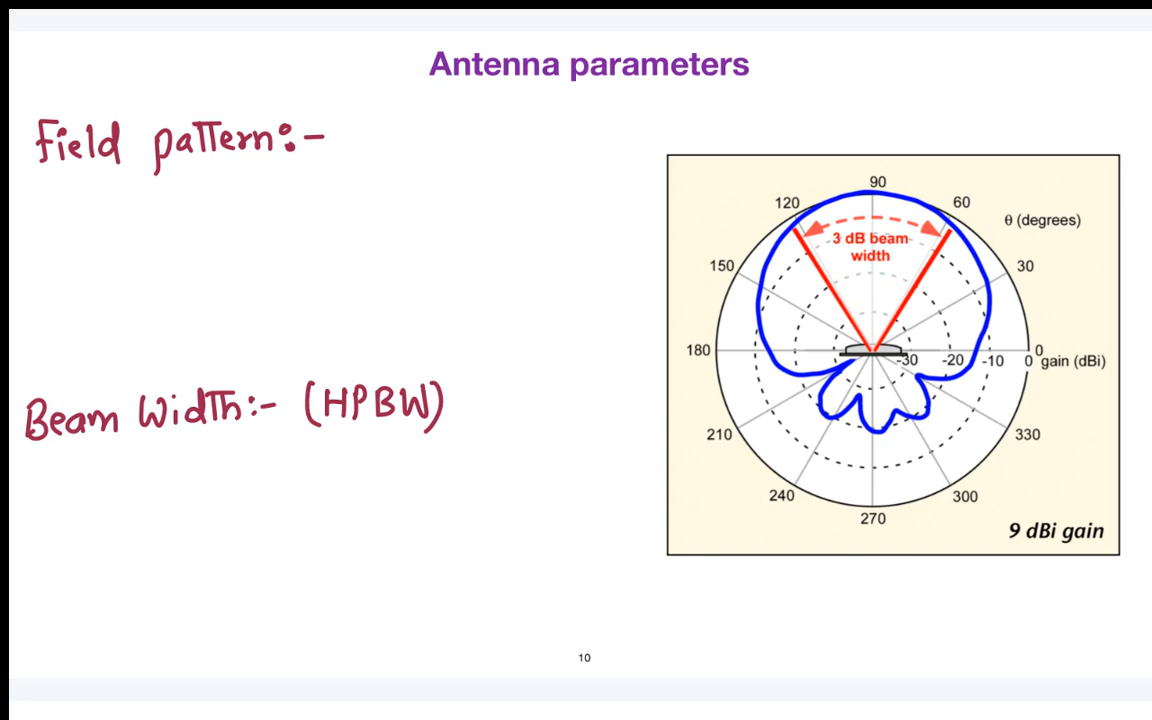 Antenna parameters
Field pattern:-
90
120
60
θ (degrees)
3 dB beam
width
150
30
180
-30
-20
-10
0
0
gain (dBi)
Beam Width:- (HPBW)
210
330
240
300
270
9 dBi gain
10